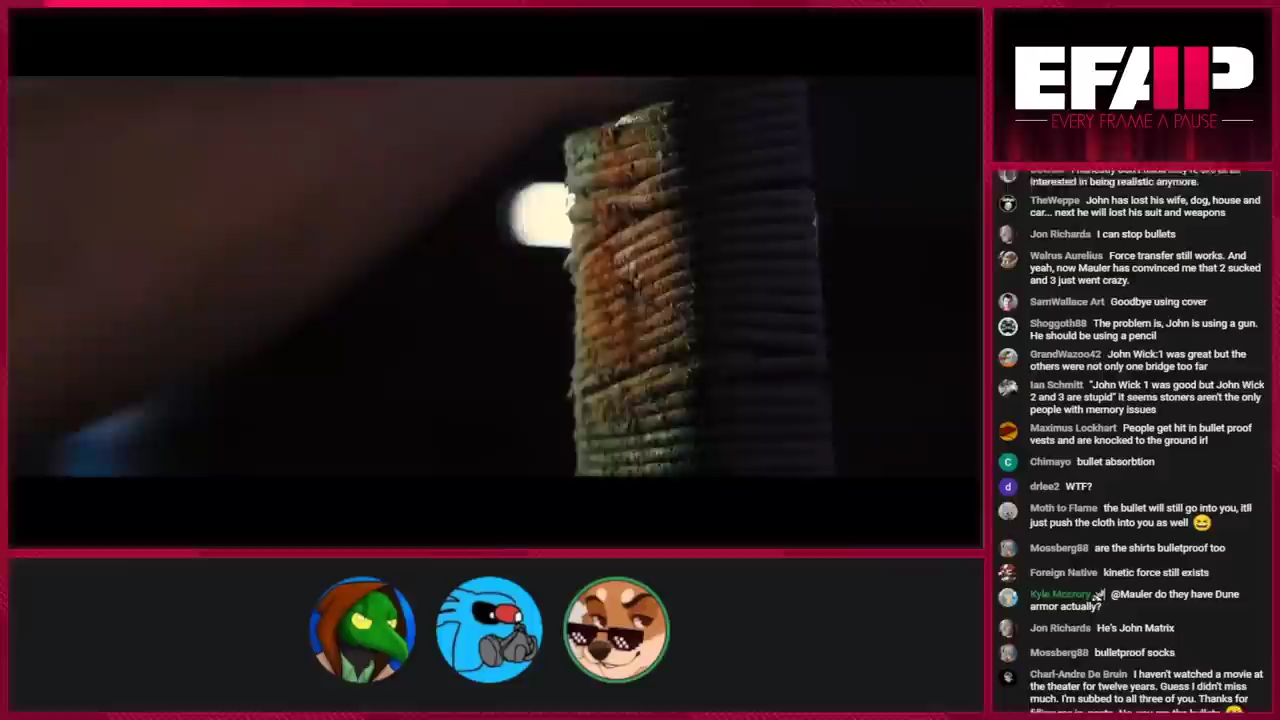 EFAP
EVERY FRAME A PAUSE
interested in being realistic anymore.
TheWeppe John has lost his wife, dog, house and
car... next he will lost his suit and weapons
Jon Richards I can stop bullets
Walrus Aurelius Force transfer still works. And
yeah, now Mauler has convinced me that 2 sucked
and 3 just went crazy.
SamWallace Art Goodbye using cover
Shoggoth88 The problem is, John is using a gun.
He should be using a pencil
GrandWazoo42 John Wick:1 was great but the
others were not only one bridge too far
Ian Schmitt "John Wick 1 was good but John Wick
2 and 3 are stupid" It seems stoners aren't the only
people with memory issues
Maximus Lockhart People get hit in bullet proof
vests and are knocked to the ground irl
C Chimayo bullet absorbtion
d drlee2 WTF?
Moth to Flame the bullet will still go into you, itll
just push the cloth into you as well 😆
Mossberg88 are the shirts bulletproof too
Foreign Native kinetic force still exists
Kyle Mccrory @Mauler do they have Dune
armor actually?
Jon Richards He's John Matrix
Mossberg88 bulletproof socks
Charl-Andre De Bruin I haven't watched a movie at
the theater for twelve years. Guess I didn't miss
much. I'm subbed to all three of you. Thanks for